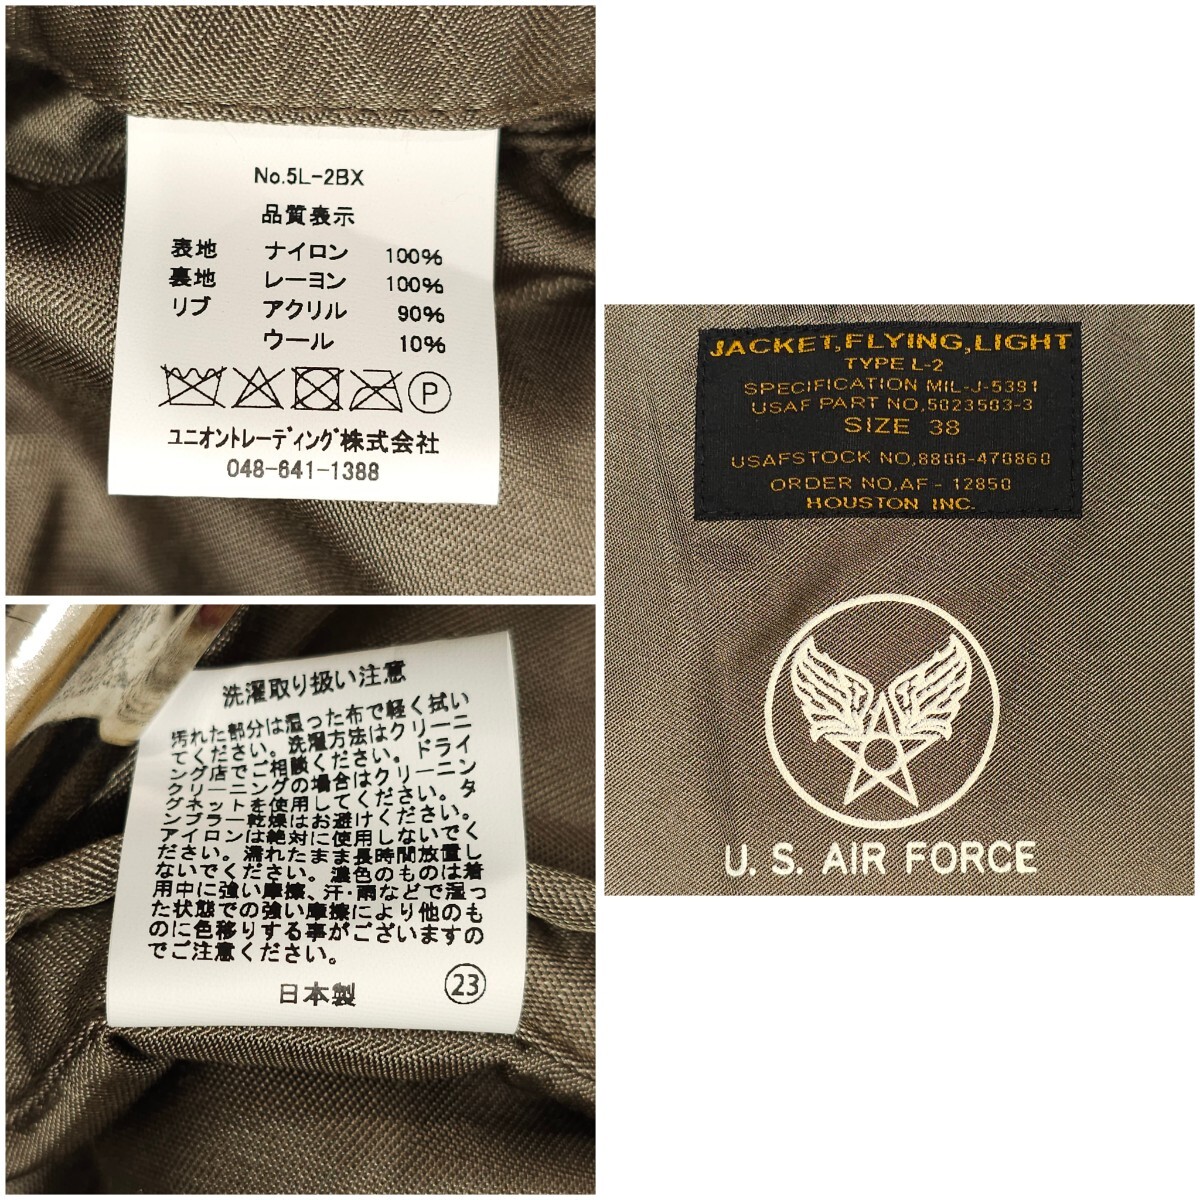 No.5L-2BX
品質表示
表地 ナイロン 100%
裏地 レーヨン 100%
リブ アクリル 90%
ウール 10%
P
ユニオントレーディング株式会社
048-641-1388
洗濯取り扱い注意
汚れた部分は湿った布で軽く拭い
てください。洗濯方法はクリーニ
ング店でご相談ください。ドライ
クリーニングの場合はクリーニン
グネットを使用してください。タ
ンブラー乾燥はお避けください。
アイロンは絶対に使用しないでく
ださい。濡れたまま長時間放置し
ないでください。濃色のものは着
用中に強い摩擦、汗・雨などで湿っ
た状態での強い摩擦により他のも
のに色移りする事がございますの
でご注意ください。
日本製 23
JACKET,FLYING,LIGHT
TYPE L-2
SPECIFICATION MIL-J-5391
USAF PART NO,5023503-3
SIZE 38
USAFSTOCK NO,8800-470860
ORDER NO,AF - 12850
HOUSTON INC.
U. S. AIR FORCE